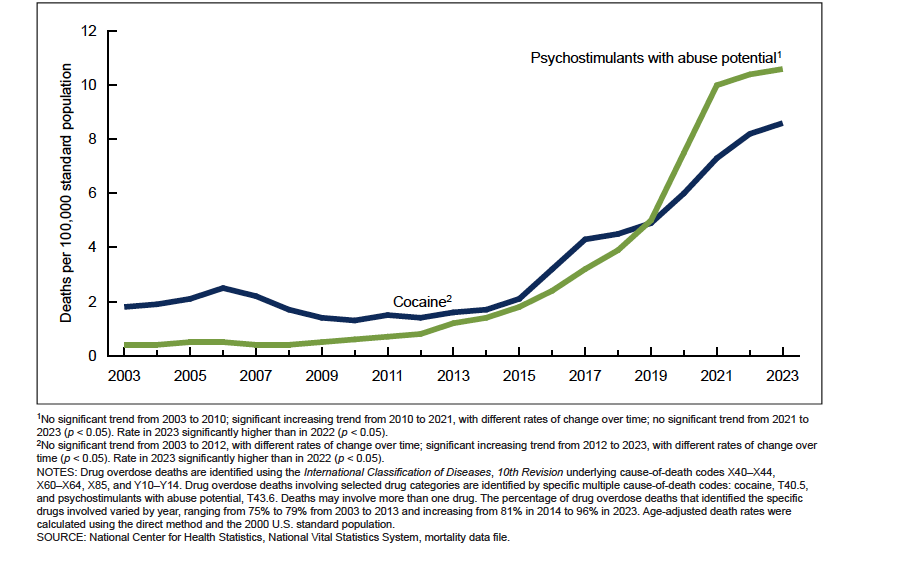 12
Psychostimulants with abuse potential¹
10
8
6
4
2
0
Deaths per 100,000 standard population
Cocaine²
2003 2005 2007 2009 2011 2013 2015 2017 2019 2021 2023
¹No significant trend from 2003 to 2010; significant increasing trend from 2010 to 2021, with different rates of change over time; no significant trend from 2021 to
2023 (p < 0.05). Rate in 2023 significantly higher than in 2022 (p < 0.05).
²No significant trend from 2003 to 2012, with different rates of change over time; significant increasing trend from 2012 to 2023, with different rates of change over
time (p < 0.05). Rate in 2023 significantly higher than in 2022 (p < 0.05).
NOTES: Drug overdose deaths are identified using the International Classification of Diseases, 10th Revision underlying cause-of-death codes X40–X44,
X60–X64, X85, and Y10–Y14. Drug overdose deaths involving selected drug categories are identified by specific multiple cause-of-death codes: cocaine, T40.5,
and psychostimulants with abuse potential, T43.6. Deaths may involve more than one drug. The percentage of drug overdose deaths that identified the specific
drugs involved varied by year, ranging from 75% to 79% from 2003 to 2013 and increasing from 81% in 2014 to 96% in 2023. Age-adjusted death rates were
calculated using the direct method and the 2000 U.S. standard population.
SOURCE: National Center for Health Statistics, National Vital Statistics System, mortality data file.